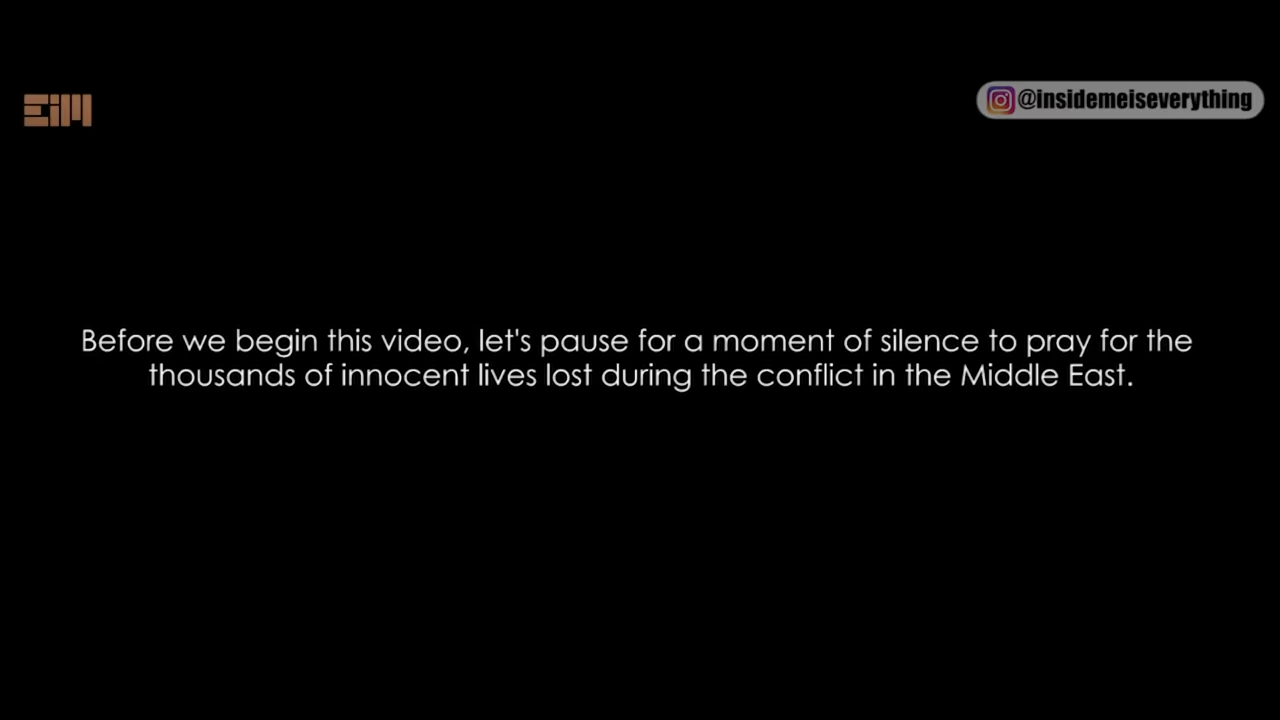 EiM
@insidemeiseverything
Before we begin this video, let's pause for a moment of silence to pray for the
thousands of innocent lives lost during the conflict in the Middle East.